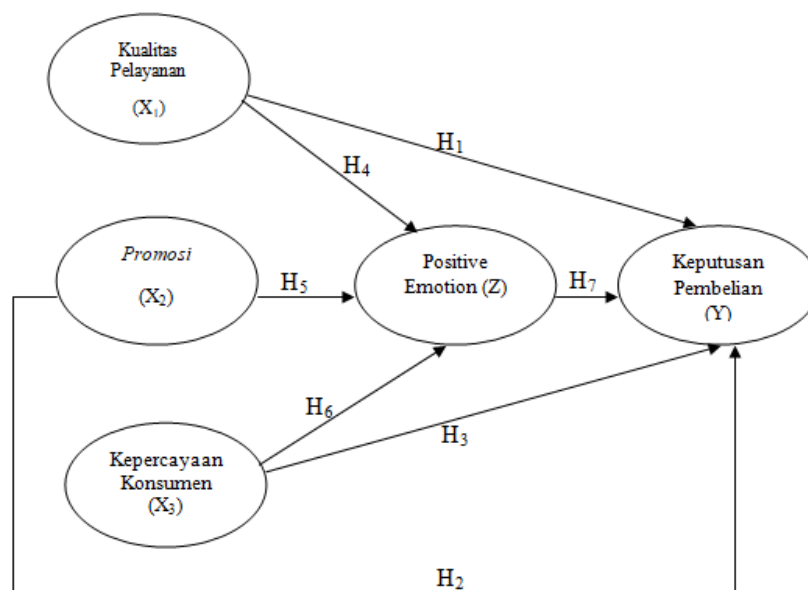 Kualitas
Pelayanan
(X₁)
H₁
H₄
Promosi
(X₂)
H₅
Positive
Emotion (Z)
H₇
Keputusan
Pembelian
(Y)
H₆
H₃
Kepercayaan
Konsumen
(X₃)
H₂